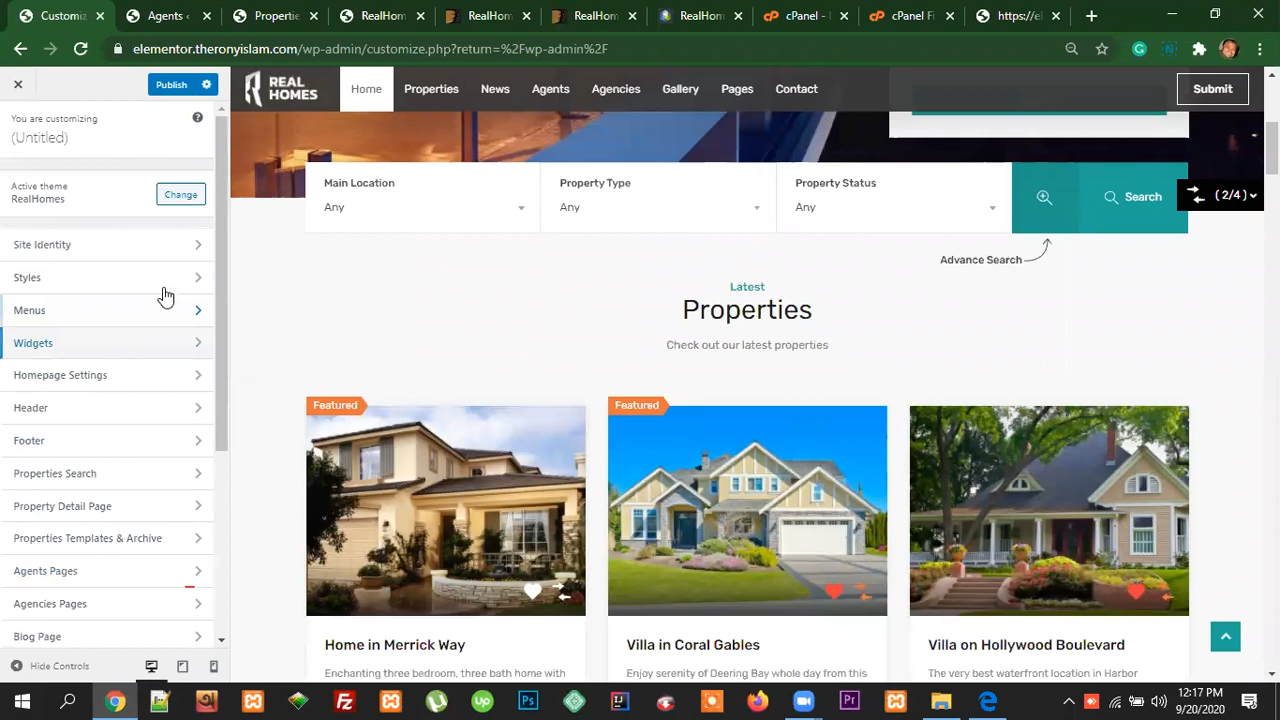 Customiz
Agents
Propertie
RealHom
RealHom
RealHom
RealHom
cPanel -
cPanel Fi
https://el
elementor.theronyislam.com/wp-admin/customize.php?return=%2Fwp-admin%2F
Publish
REAL HOMES
Home
Properties
News
Agents
Agencies
Gallery
Pages
Contact
Submit
You are customizing
(Untitled)
Active theme
RealHomes
Change
Site Identity
Styles
Menus
Widgets
Homepage Settings
Header
Footer
Properties Search
Property Detail Page
Properties Templates & Archive
Agents Pages
Agencies Pages
Blog Page
Hide Controls
Main Location
Any
Property Type
Any
Property Status
Any
Search
(2/4)
Advance Search
Latest
Properties
Check out our latest properties
Featured
Featured
Home in Merrick Way
Enchanting three bedroom, three bath home with
Villa in Coral Gables
Enjoy serenity of Deering Bay whole day from this
Villa on Hollywood Boulevard
The very best waterfront location in Harbor
12:17 PM
9/20/2020